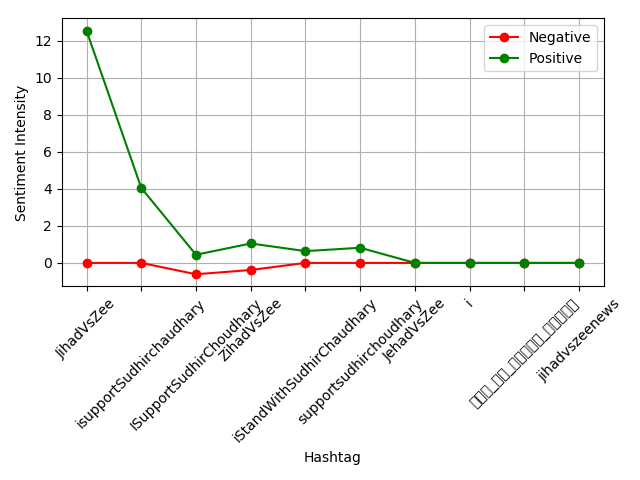 Negative
Positive
Sentiment Intensity
12
10
8
6
4
2
0
JihadVsZee
isupportSudhirchaudhary
ISupportSudhirChoudhary
ZihadVsZee
iStandWithSudhirChaudhary
supportsudhirchoudhary
JehadVsZee
i
jihadvszeenews
Hashtag